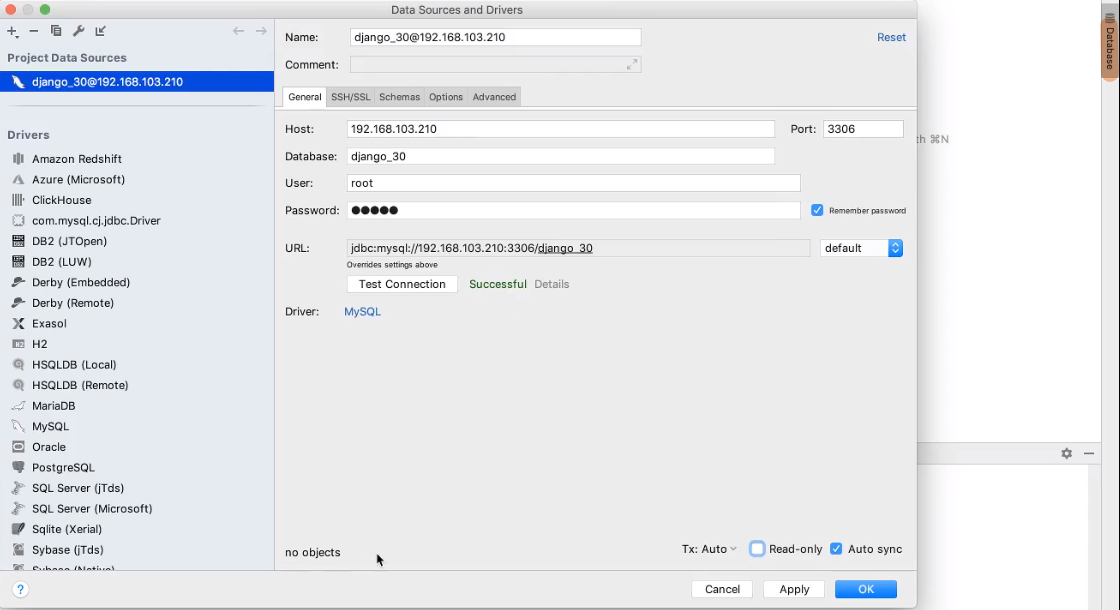 Data Sources and Drivers
Project Data Sources
django_30@192.168.103.210
Drivers
Amazon Redshift
Azure (Microsoft)
ClickHouse
com.mysql.cj.jdbc.Driver
DB2 (JTOpen)
DB2 (LUW)
Derby (Embedded)
Derby (Remote)
Exasol
H2
HSQLDB (Local)
HSQLDB (Remote)
MariaDB
MySQL
Oracle
PostgreSQL
SQL Server (jTds)
SQL Server (Microsoft)
Sqlite (Xerial)
Sybase (jTds)
Sybase (Native)
?
Name: django_30@192.168.103.210 Reset
Comment:
General SSH/SSL Schemas Options Advanced
Host: 192.168.103.210 Port: 3306
Database: django_30
User: root
Password: ●●●●● Remember password
URL: jdbc:mysql://192.168.103.210:3306/django_30 default
Overrides settings above
Test Connection Successful Details
Driver: MySQL
no objects Tx: Auto Read-only Auto sync
Cancel Apply OK
th ⌘N
Database